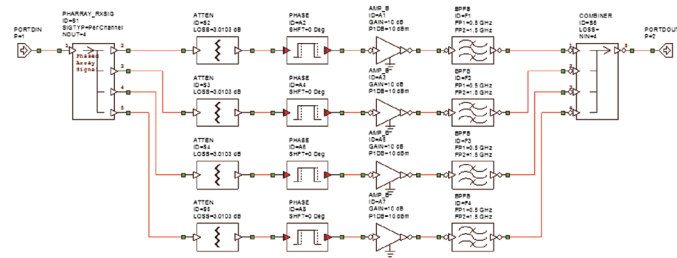 PORTDIN
P=1
PHARRAY_RXSIG
ID=S1
SIGTYP=PerChannel
NOUT=4
Phased
Array
Signal
1
2
3
4
5
ATTEN
ID=S2
LOSS=3.0103 dB
PHASE
ID=A2
SHFT=0 Deg
AMP_B
ID=A1
GAIN=10 dB
P1DB=10 dBm
BPFB
ID=F1
FP1=0.5 GHz
FP2=1.5 GHz
ATTEN
ID=S3
LOSS=3.0103 dB
PHASE
ID=A4
SHFT=0 Deg
AMP_B
ID=A3
GAIN=10 dB
P1DB=10 dBm
BPFB
ID=F2
FP1=0.5 GHz
FP2=1.5 GHz
ATTEN
ID=S4
LOSS=3.0103 dB
PHASE
ID=A6
SHFT=0 Deg
AMP_B
ID=A5
GAIN=10 dB
P1DB=10 dBm
BPFB
ID=F3
FP1=0.5 GHz
FP2=1.5 GHz
ATTEN
ID=S5
LOSS=3.0103 dB
PHASE
ID=A8
SHFT=0 Deg
AMP_B
ID=A7
GAIN=10 dB
P1DB=10 dBm
BPFB
ID=F4
FP1=0.5 GHz
FP2=1.5 GHz
COMBINER
ID=S6
LOSS=
NIN=4
PORTDOUT
P=2